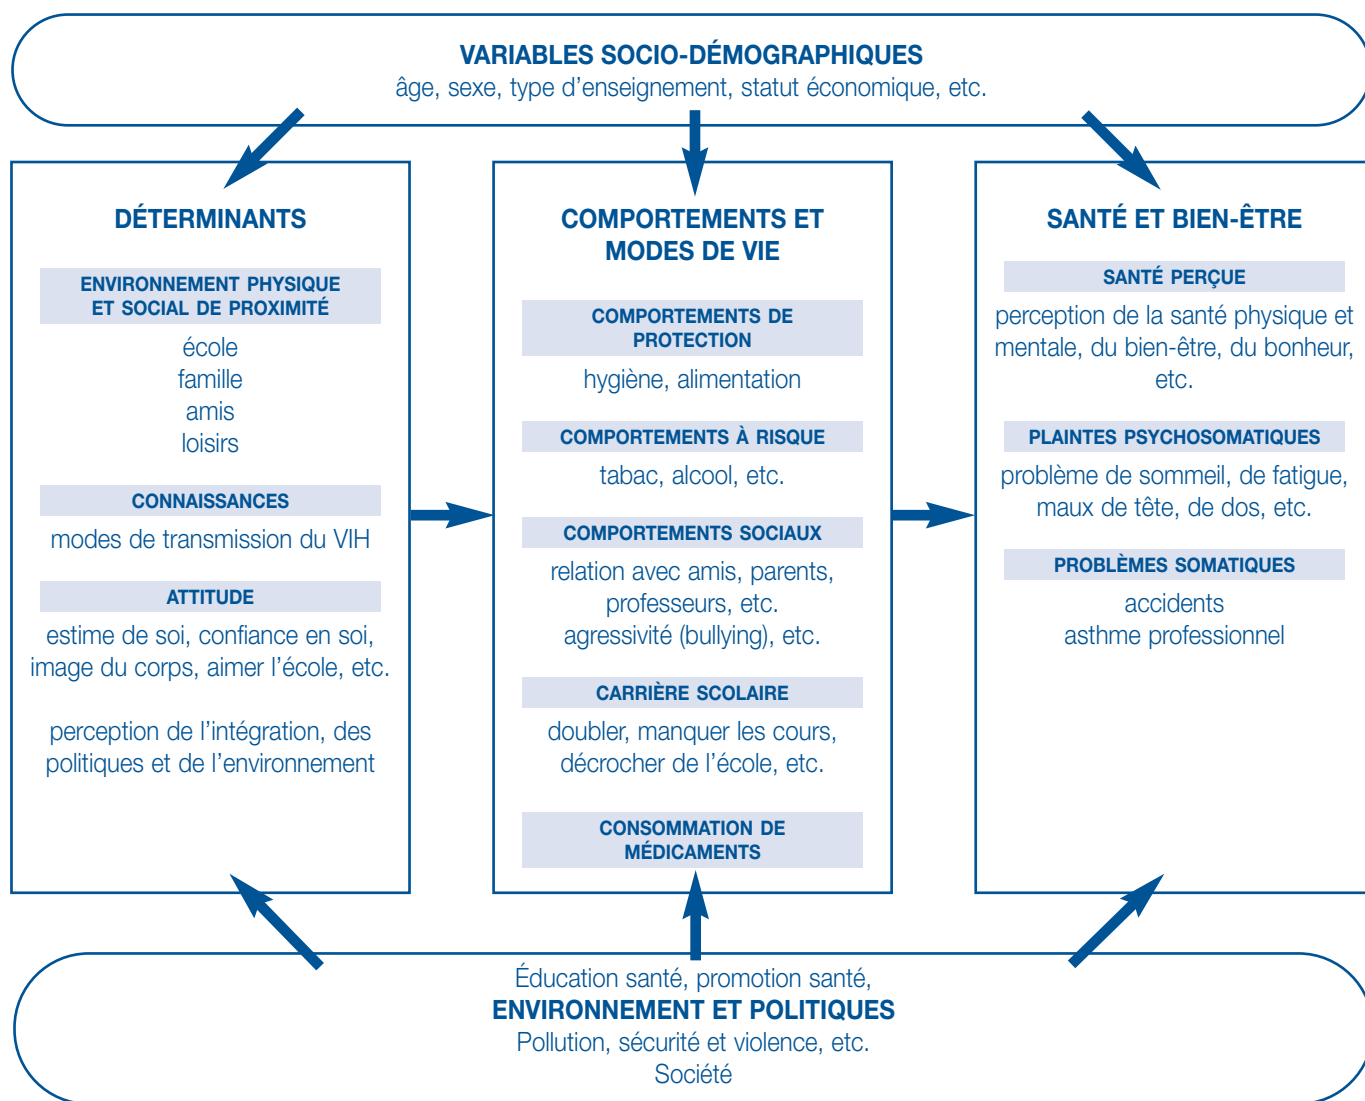 VARIABLES SOCIO-DÉMOGRAPHIQUES
âge, sexe, type d’enseignement, statut économique, etc.
DÉTERMINANTS
ENVIRONNEMENT PHYSIQUE
ET SOCIAL DE PROXIMITÉ
école
famille
amis
loisirs
CONNAISSANCES
modes de transmission du VIH
ATTITUDE
estime de soi, confiance en soi,
image du corps, aimer l’école, etc.
perception de l’intégration, des
politiques et de l’environnement
COMPORTEMENTS ET
MODES DE VIE
COMPORTEMENTS DE
PROTECTION
hygiène, alimentation
COMPORTEMENTS À RISQUE
tabac, alcool, etc.
COMPORTEMENTS SOCIAUX
relation avec amis, parents,
professeurs, etc.
agressivité (bullying), etc.
CARRIÈRE SCOLAIRE
doubler, manquer les cours,
décrocher de l’école, etc.
CONSOMMATION DE
MÉDICAMENTS
SANTÉ ET BIEN-ÊTRE
SANTÉ PERÇUE
perception de la santé physique et
mentale, du bien-être, du bonheur,
etc.
PLAINTES PSYCHOSOMATIQUES
problème de sommeil, de fatigue,
maux de tête, de dos, etc.
PROBLÈMES SOMATIQUES
accidents
asthme professionnel
Éducation santé, promotion santé,
ENVIRONNEMENT ET POLITIQUES
Pollution, sécurité et violence, etc.
Société